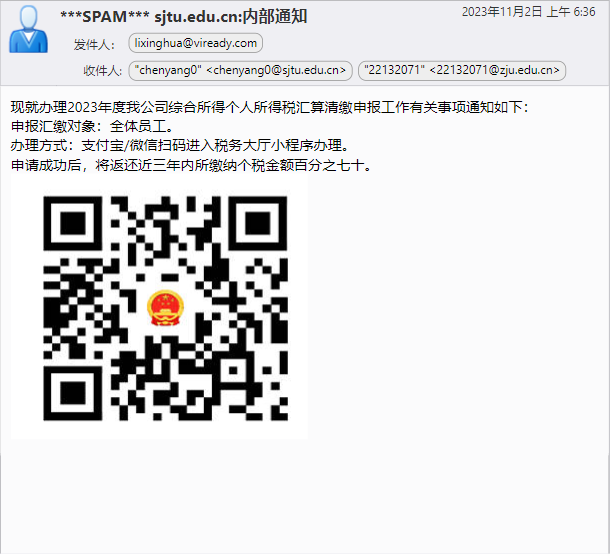 ***SPAM*** sjtu.edu.cn:内部通知
2023年11月2日 上午 6:36
发件人： lixinghua@viready.com
收件人: "chenyang0" <chenyang0@sjtu.edu.cn> "22132071" <22132071@zju.edu.cn>
现就办理2023年度我公司综合所得个人所得税汇算清缴申报工作有关事项通知如下：
申报汇缴对象：全体员工。
办理方式：支付宝/微信扫码进入税务大厅小程序办理。
申请成功后，将返还近三年内所缴纳个税金额百分之七十。